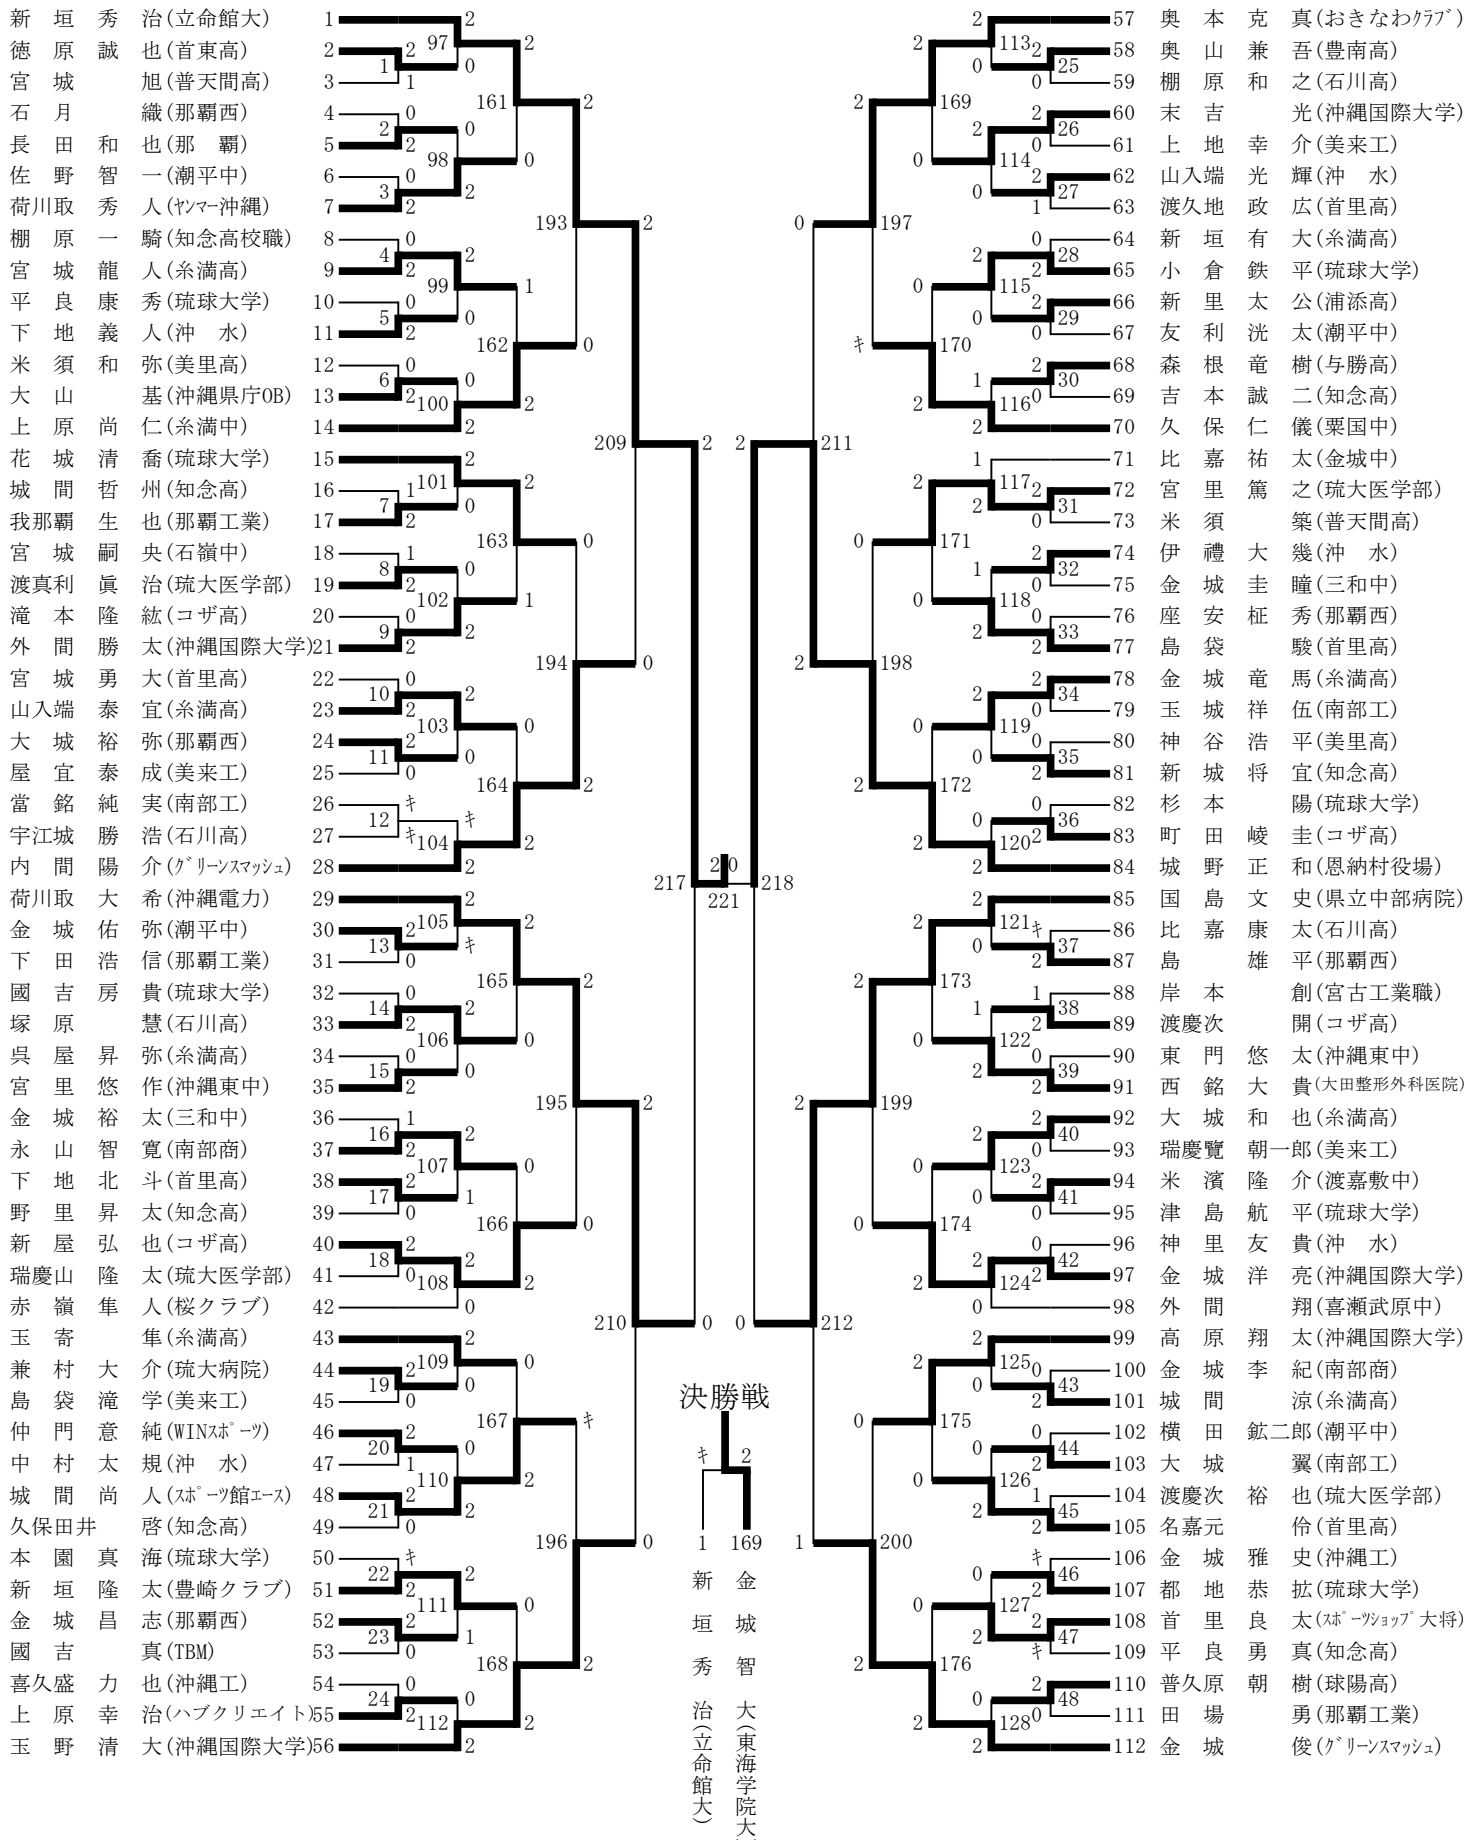 新垣秀治(立命館大) 1
徳原誠也(首東高) 2
宮城旭(普天間高) 3
石月織(那覇西) 4
長田和也(那 覇) 5
佐野智一(潮平中) 6
荷川取秀人(ヤンマー沖縄) 7
棚原一騎(知念高校職) 8
宮城龍人(糸満高) 9
平良康秀(琉球大学) 10
下地義人(沖 水) 11
米須和弥(美里高) 12
大山基(沖縄県庁OB) 13
上原尚仁(糸満中) 14
花城清喬(琉球大学) 15
城間哲州(知念高) 16
我那覇生也(那覇工業) 17
宮城嗣央(石嶺中) 18
渡真利眞治(琉大医学部) 19
滝本隆紘(コザ高) 20
外間勝太(沖縄国際大学) 21
宮城勇大(首里高) 22
山入端泰宜(糸満高) 23
大城裕弥(那覇西) 24
屋宜泰成(美来工) 25
當銘純実(南部工) 26
宇江城勝浩(石川高) 27
内間陽介(グリーンスマッシュ) 28
荷川取大希(沖縄電力) 29
金城佑弥(潮平中) 30
下田浩信(那覇工業) 31
國吉房貴(琉球大学) 32
塚原慧(石川高) 33
呉屋昇弥(糸満高) 34
宮里悠作(沖縄東中) 35
金城裕太(三和中) 36
永山智寛(南部商) 37
下地北斗(首里高) 38
野里昇太(知念高) 39
新屋弘也(コザ高) 40
瑞慶山隆太(琉大医学部) 41
赤嶺隼人(桜クラブ) 42
玉寄隼(糸満高) 43
兼村大介(琉大病院) 44
島袋滝学(美来工) 45
仲門意純(WINスポーツ) 46
中村太規(沖 水) 47
城間尚人(スポーツ館エース) 48
久保田井啓(知念高) 49
本園真海(琉球大学) 50
新垣隆太(豊崎クラブ) 51
金城昌志(那覇西) 52
國吉真(TBM) 53
喜久盛力也(沖縄工) 54
上原幸治(ハブクリエイト) 55
玉野清大(沖縄国際大学) 56
57 奥本克真(おきなわクラブ)
58 奥山兼吾(豊南高)
59 棚原和之(石川高)
60 末吉光(沖縄国際大学)
61 上地幸介(美来工)
62 山入端光輝(沖 水)
63 渡久地政広(首里高)
64 新垣有大(糸満高)
65 小倉鉄平(琉球大学)
66 新里太公(浦添高)
67 友利洸太(潮平中)
68 森根竜樹(与勝高)
69 吉本誠二(知念高)
70 久保仁儀(粟国中)
71 比嘉祐太(金城中)
72 宮里篤之(琉大医学部)
73 米須築(普天間高)
74 伊禮大幾(沖 水)
75 金城圭瞳(三和中)
76 座安柾秀(那覇西)
77 島袋駿(首里高)
78 金城竜馬(糸満高)
79 玉城祥伍(南部工)
80 神谷浩平(美里高)
81 新城将宜(知念高)
82 杉本陽(琉球大学)
83 町田崚圭(コザ高)
84 城野正和(恩納村役場)
85 国島文史(県立中部病院)
86 比嘉康太(石川高)
87 島雄平(那覇西)
88 岸本創(宮古工業職)
89 渡慶次開(コザ高)
90 東門悠太(沖縄東中)
91 西銘大貴(大田整形外科医院)
92 大城和也(糸満高)
93 瑞慶覽朝一郎(美来工)
94 米濱隆介(渡嘉敷中)
95 津島航平(琉球大学)
96 神里友貴(沖 水)
97 金城洋亮(沖縄国際大学)
98 外間翔(喜瀬武原中)
99 高原翔太(沖縄国際大学)
100 金城李紀(南部商)
101 城間涼(糸満高)
102 横田鉱二郎(潮平中)
103 大城翼(南部工)
104 渡慶次裕也(琉大医学部)
105 名嘉元伶(首里高)
106 金城雅史(沖縄工)
107 都地恭拡(琉球大学)
108 首里良太(スポーツショップ大将)
109 平良勇真(知念高)
110 普久原朝樹(球陽高)
111 田場勇(那覇工業)
112 金城俊(グリーンスマッシュ)
217 2 0 218
221
決勝戦
キ 2
1 169
新垣秀治(立命館大)
金城智大(東海学院大